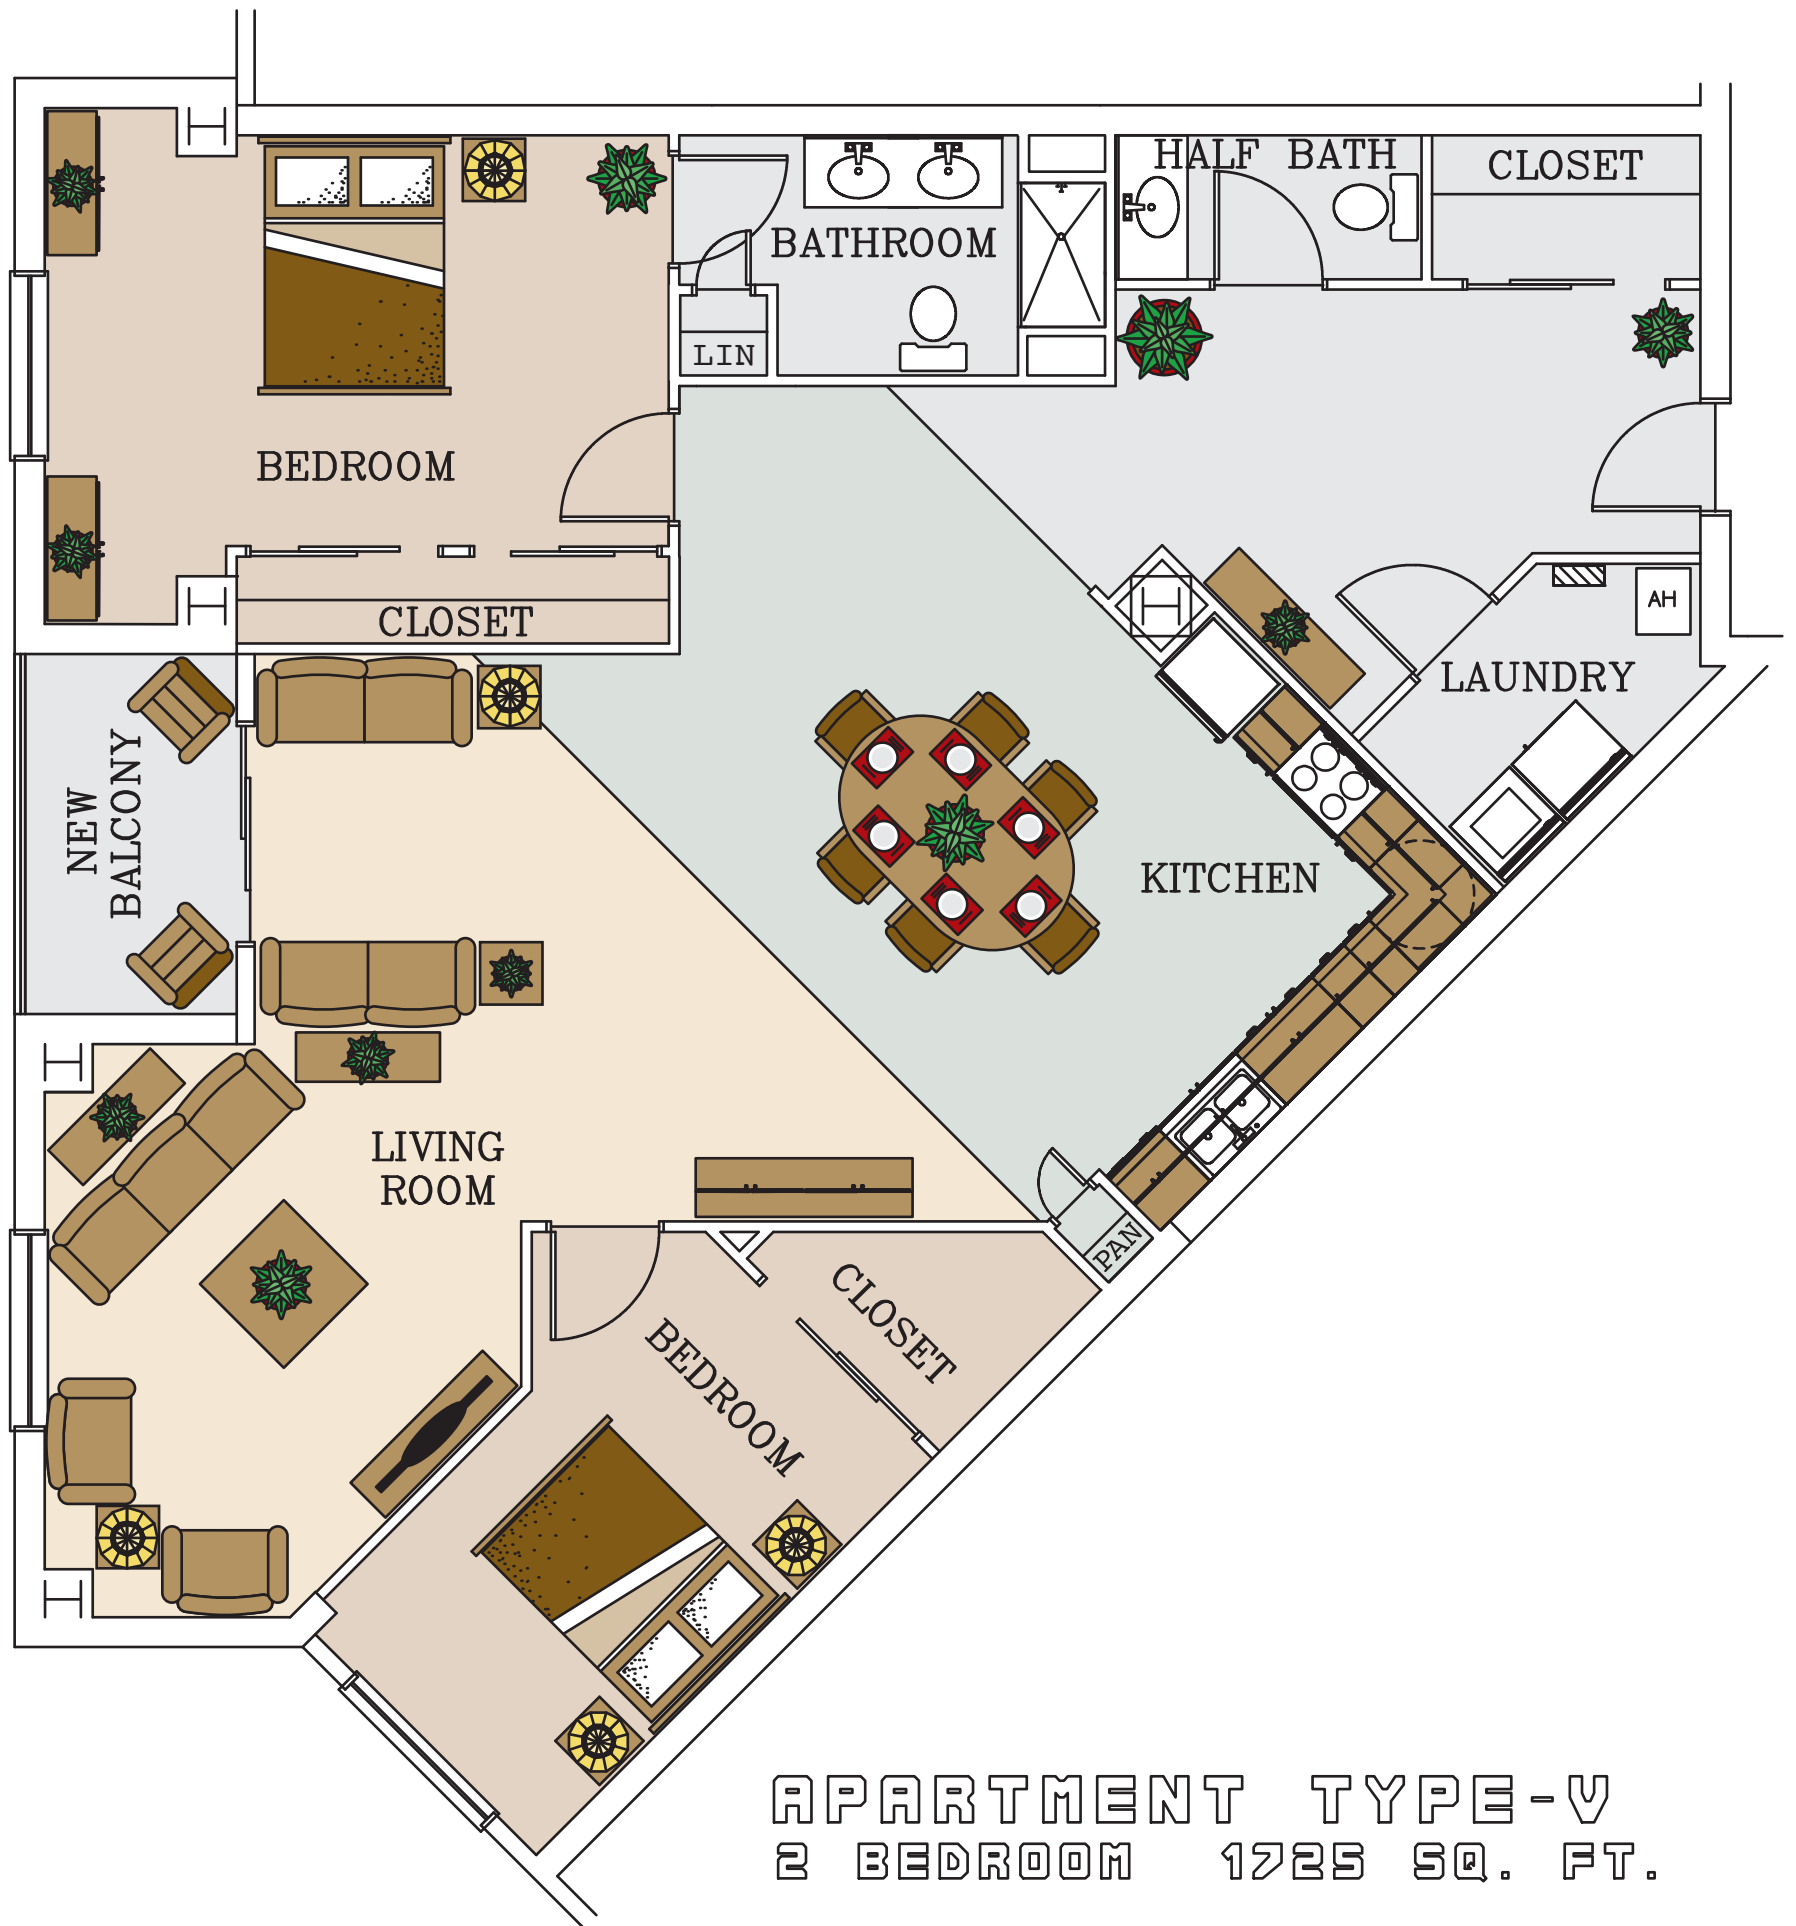 HALF BATH
CLOSET
BATHROOM
LIN
BEDROOM
CLOSET
AH
LAUNDRY
NEW
BALCONY
KITCHEN
LIVING
ROOM
PAN
CLOSET
BEDROOM
APARTMENT TYPE-V
2 BEDROOM 1725 SQ. FT.